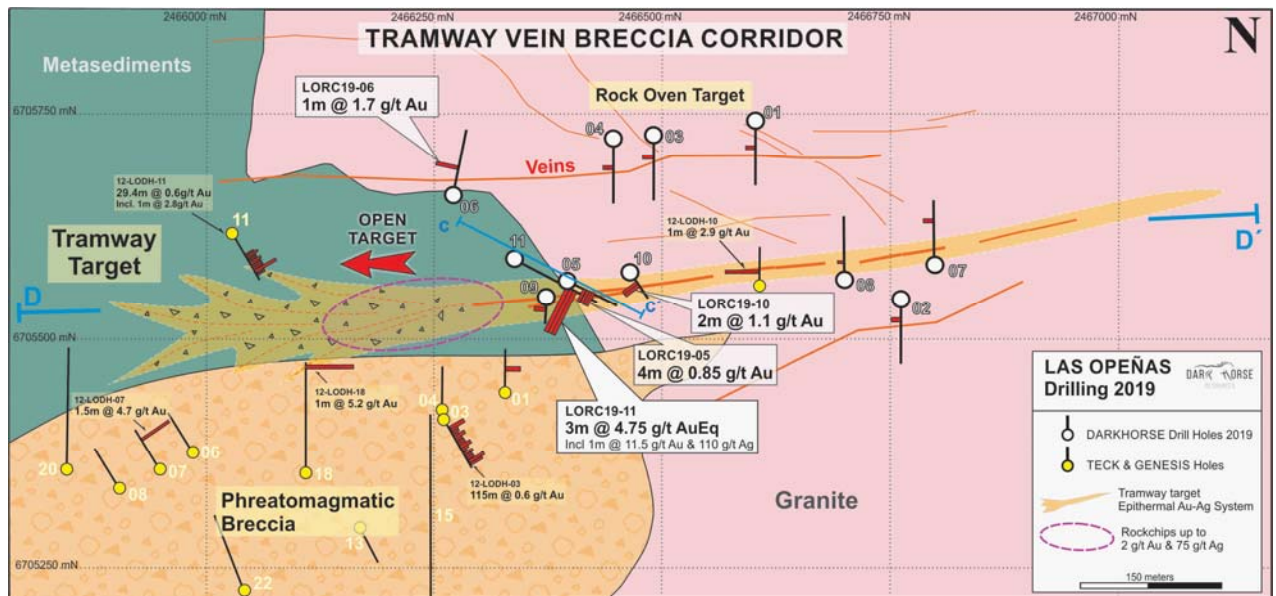 2466000 mN
2466250 mN
2466500 mN
2466750 mN
2467000 mN
TRAMWAY VEIN BRECCIA CORRIDOR
N
Metasediments
LORC19-06
1m @ 1.7 g/t Au
Rock Oven Target
01
04
03
6705750 mN
Veins
12-LODH-11
29.4m @ 0.6g/t Au
Incl. 1m @ 2.8g/t Au
06
11
OPEN
TARGET
C
12-LODH-10
1m @ 2.9 g/t Au
D´
Tramway
Target
11
05
10
09
08
07
02
D
C´
LORC19-10
2m @ 1.1 g/t Au
6705500 mN
LORC19-05
4m @ 0.85 g/t Au
LAS OPEÑAS
Drilling 2019
DARK HORSE
12-LODH-18
1m @ 5.2 g/t Au
12-LODH-07
1.5m @ 4.7 g/t Au
01
04
03
LORC19-11
3m @ 4.75 g/t AuEq
Incl 1m @ 11.5 g/t Au & 110 g/t Ag
DARKHORSE Drill Holes 2019
TECK & GENESIS Holes
06
20
07
08
18
12-LODH-03
115m @ 0.6 g/t Au
Phreatomagmatic
Breccia
15
13
Granite
Tramway target
Epithermal Au-Ag System
Rockchips up to
2 g/t Au & 75 g/t Ag
6705250 mN
22
150 meters